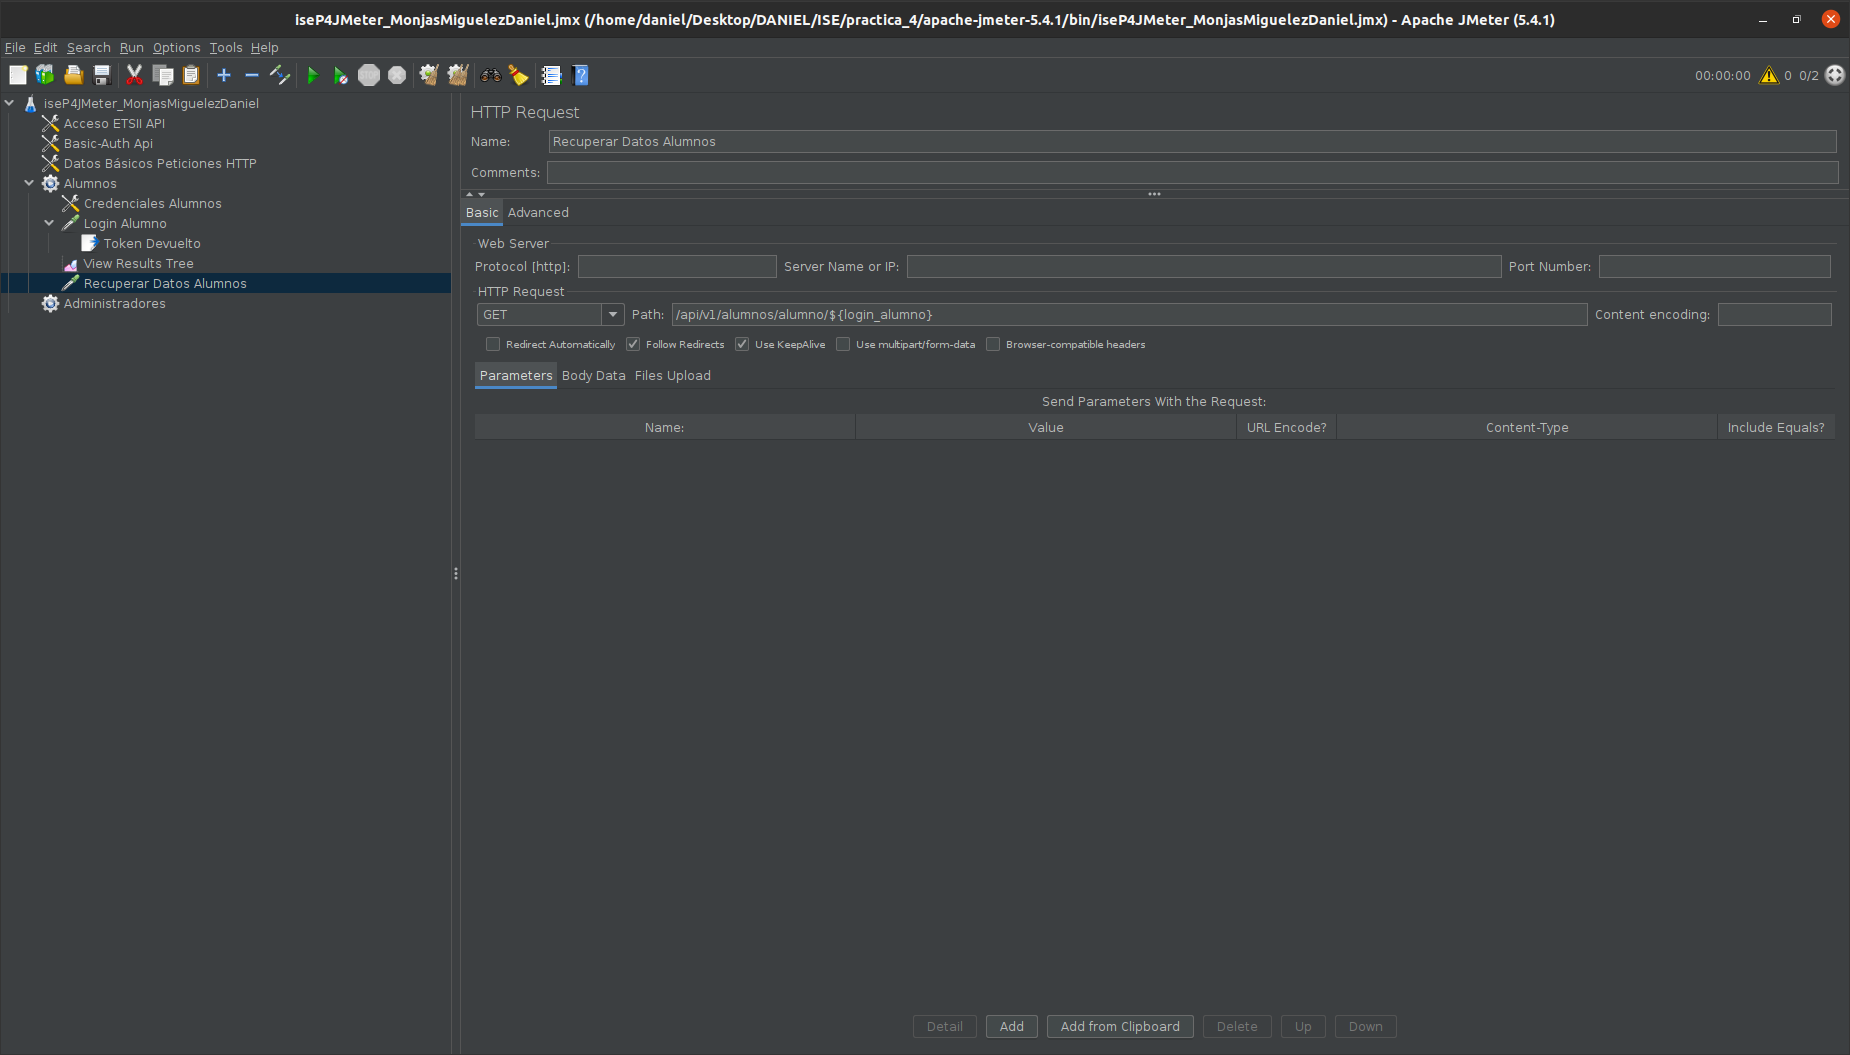 iseP4JMeter_MonjasMiguelezDaniel.jmx (/home/daniel/Desktop/DANIEL/ISE/practica_4/apache-jmeter-5.4.1/bin/iseP4JMeter_MonjasMiguelezDaniel.jmx) - Apache JMeter (5.4.1)
File Edit Search Run Options Tools Help
STOP
?
00:00:00 0 0/2
iseP4JMeter_MonjasMiguelezDaniel
Acceso ETSII API
Basic-Auth Api
Datos Básicos Peticiones HTTP
Alumnos
Credenciales Alumnos
Login Alumno
Token Devuelto
View Results Tree
Recuperar Datos Alumnos
Administradores
HTTP Request
Name: Recuperar Datos Alumnos
Comments:
Basic Advanced
Web Server
Protocol [http]: Server Name or IP: Port Number:
HTTP Request
GET Path: /api/v1/alumnos/alumno/${login_alumno} Content encoding:
Redirect Automatically Follow Redirects Use KeepAlive Use multipart/form-data Browser-compatible headers
Parameters Body Data Files Upload
Send Parameters With the Request:
Name: Value URL Encode? Content-Type Include Equals?
Detail Add Add from Clipboard Delete Up Down